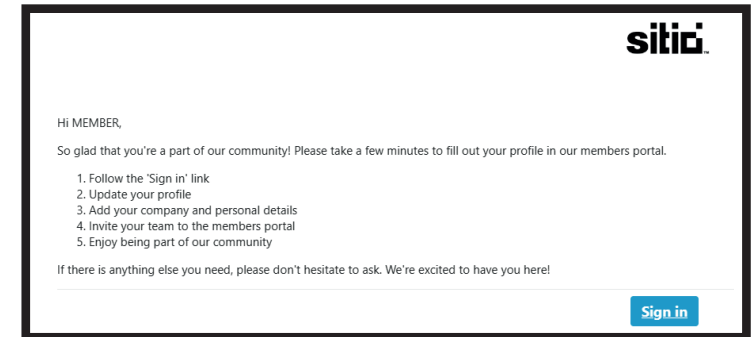 sitio™
Hi MEMBER,
So glad that you're a part of our community! Please take a few minutes to fill out your profile in our members portal.
1. Follow the 'Sign in' link
2. Update your profile
3. Add your company and personal details
4. Invite your team to the members portal
5. Enjoy being part of our community
If there is anything else you need, please don't hesitate to ask. We're excited to have you here!
Sign in